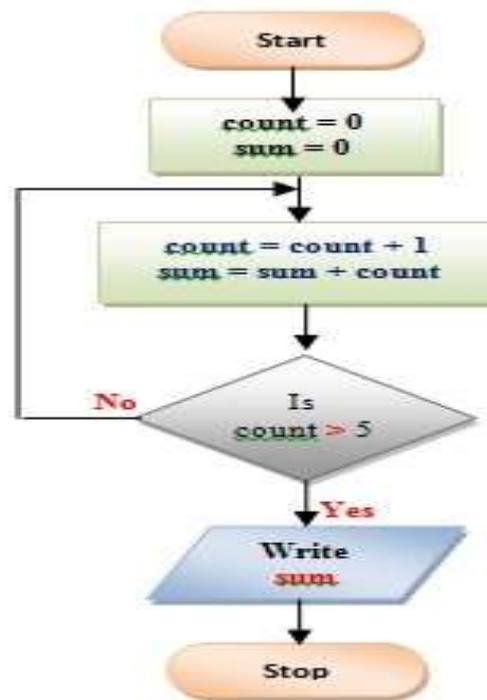 Start
count = 0
sum = 0
count = count + 1
sum = sum + count
Is
count > 5
No
Yes
Write
sum
Stop